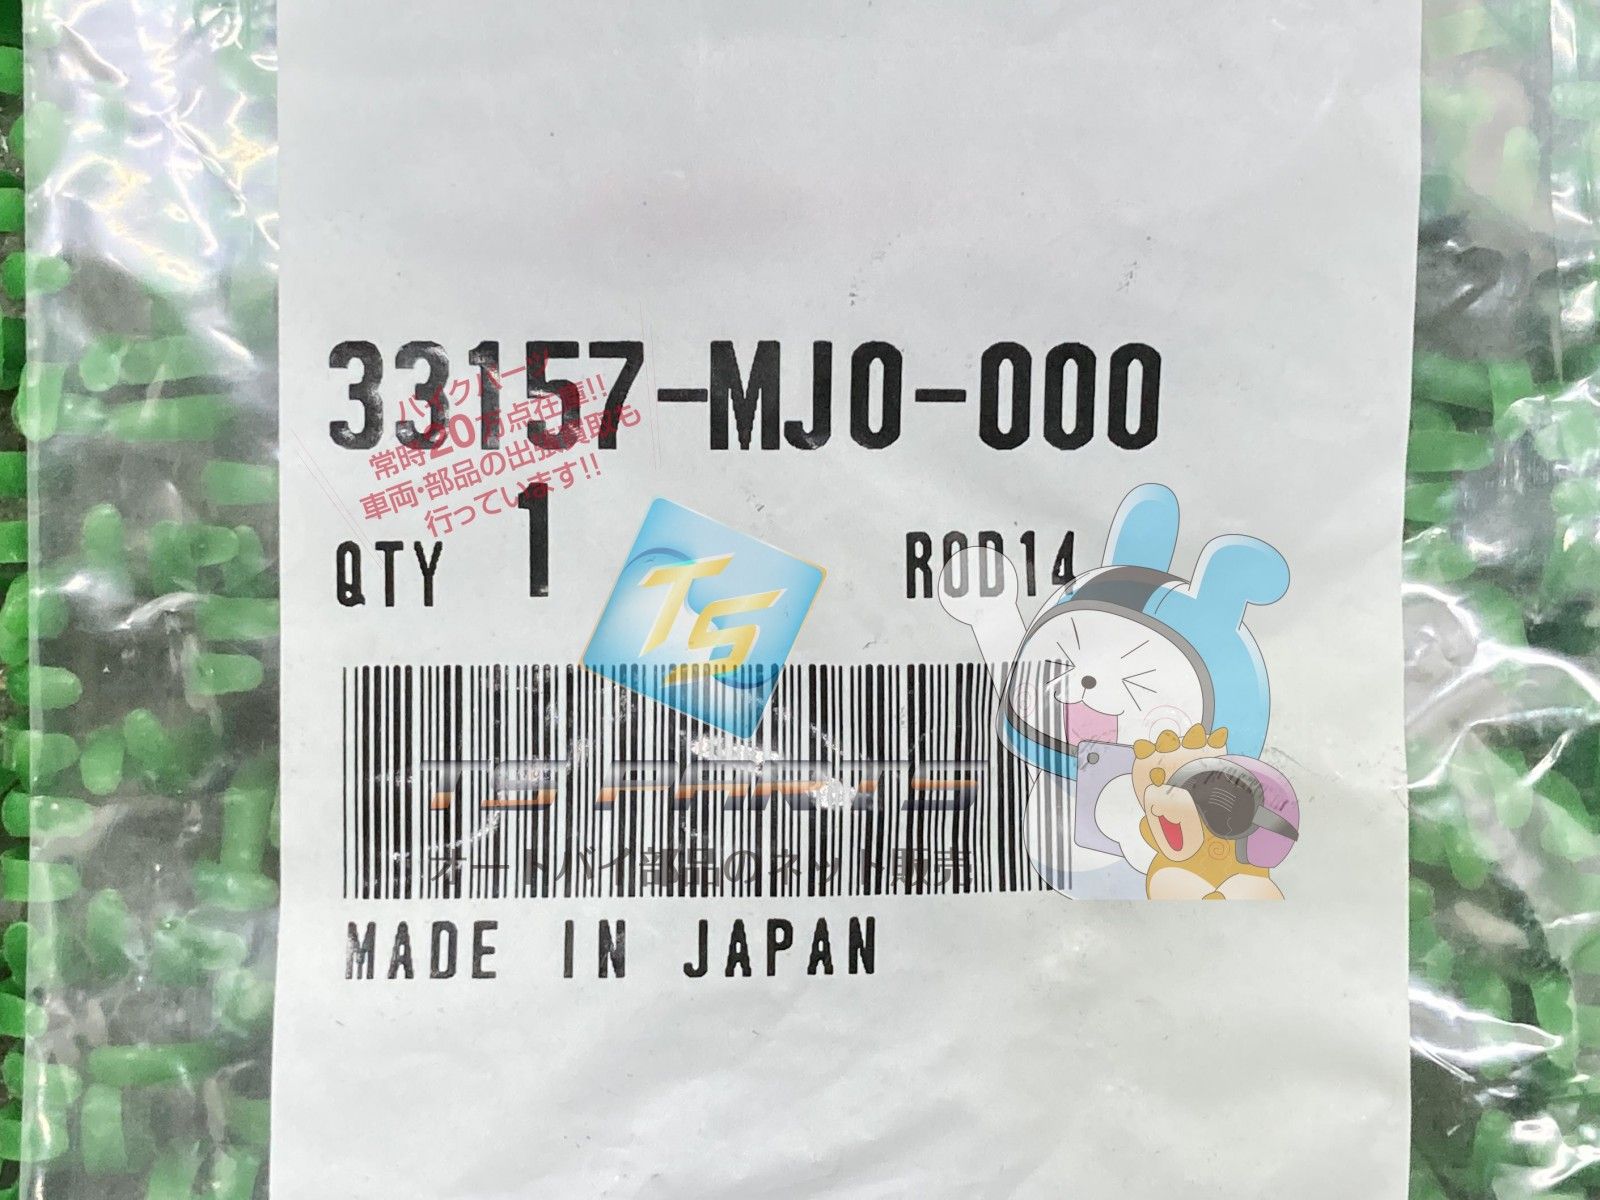 33157-MJ0-000
バイクパーツ
常時20万点在庫!!
車両・部品の出張買取も
行っています!!
QTY 1 ROD14
TS
TS PARTS
オートバイ部品のネット販売
MADE IN JAPAN